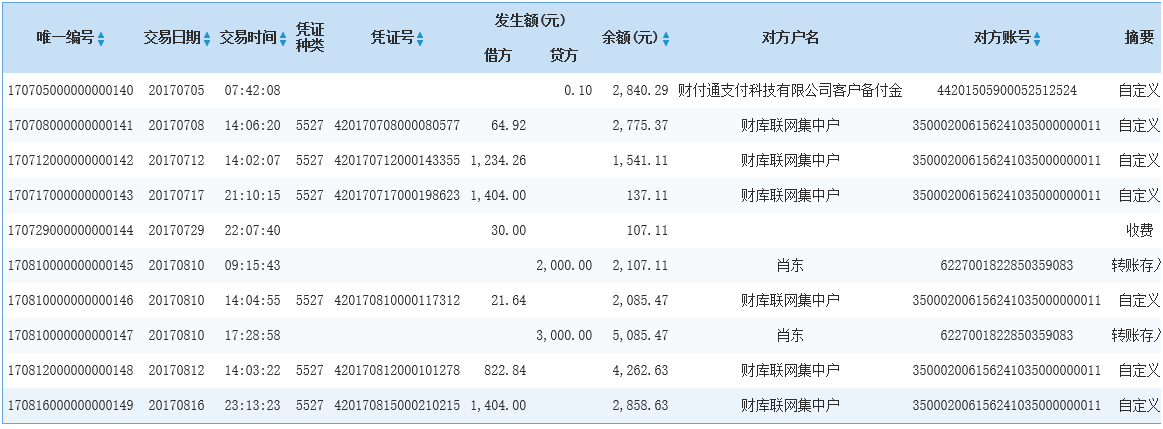 唯一编号 交易日期 交易时间 凭证种类 凭证号 发生额(元) 余额(元) 对方户名 对方账号 摘要
借方 贷方
170705000000000140 20170705 07:42:08 0.10 2,840.29 财付通支付科技有限公司客户备付金 44201505900052512524 自定义
170708000000000141 20170708 14:06:20 5527 420170708000080577 64.92 2,775.37 财库联网集中户 350002006156241035000000011 自定义
170712000000000142 20170712 14:02:07 5527 420170712000143355 1,234.26 1,541.11 财库联网集中户 350002006156241035000000011 自定义
170717000000000143 20170717 21:10:15 5527 420170717000198623 1,404.00 137.11 财库联网集中户 350002006156241035000000011 自定义
170729000000000144 20170729 22:07:40 30.00 107.11 收费
170810000000000145 20170810 09:15:43 2,000.00 2,107.11 肖东 6227001822850359083 转账存入
170810000000000146 20170810 14:04:55 5527 420170810000117312 21.64 2,085.47 财库联网集中户 350002006156241035000000011 自定义
170810000000000147 20170810 17:28:58 3,000.00 5,085.47 肖东 6227001822850359083 转账存入
170812000000000148 20170812 14:03:22 5527 420170812000101278 822.84 4,262.63 财库联网集中户 350002006156241035000000011 自定义
170816000000000149 20170816 23:13:23 5527 420170815000210215 1,404.00 2,858.63 财库联网集中户 350002006156241035000000011 自定义